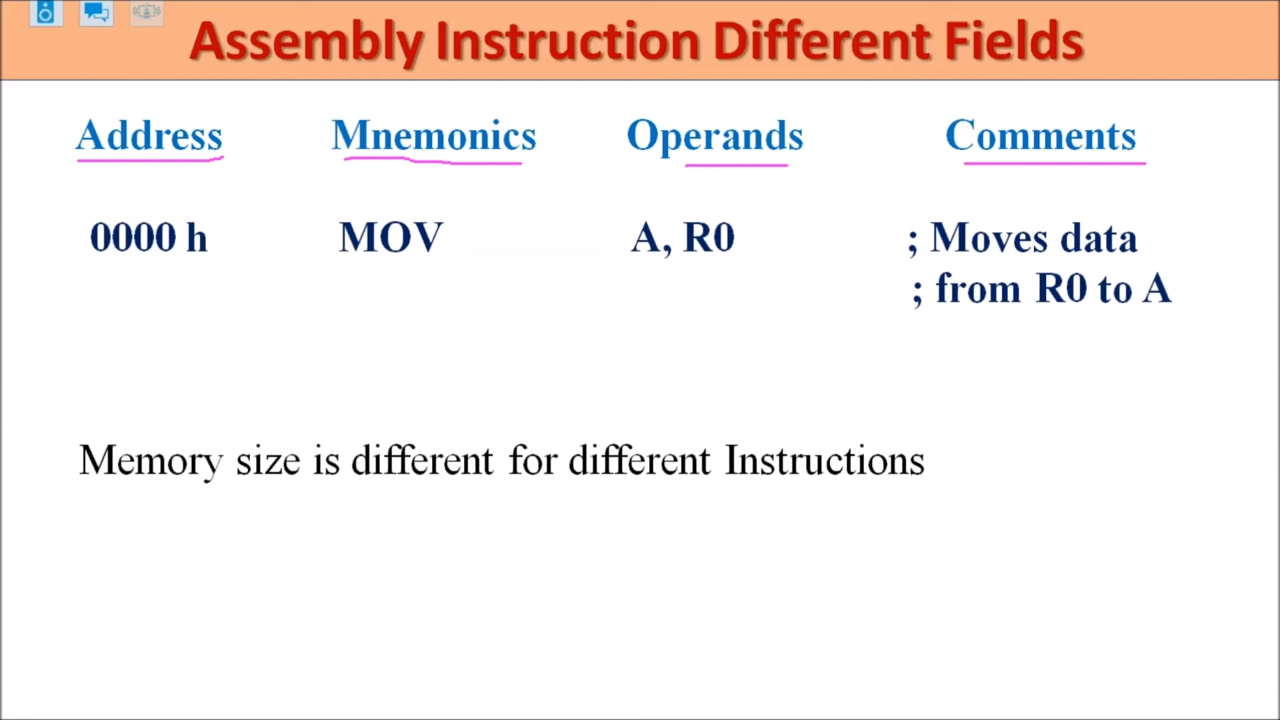 Assembly Instruction Different Fields
Address Mnemonics Operands Comments
0000 h MOV A, R0 ; Moves data
; from R0 to A
Memory size is different for different Instructions